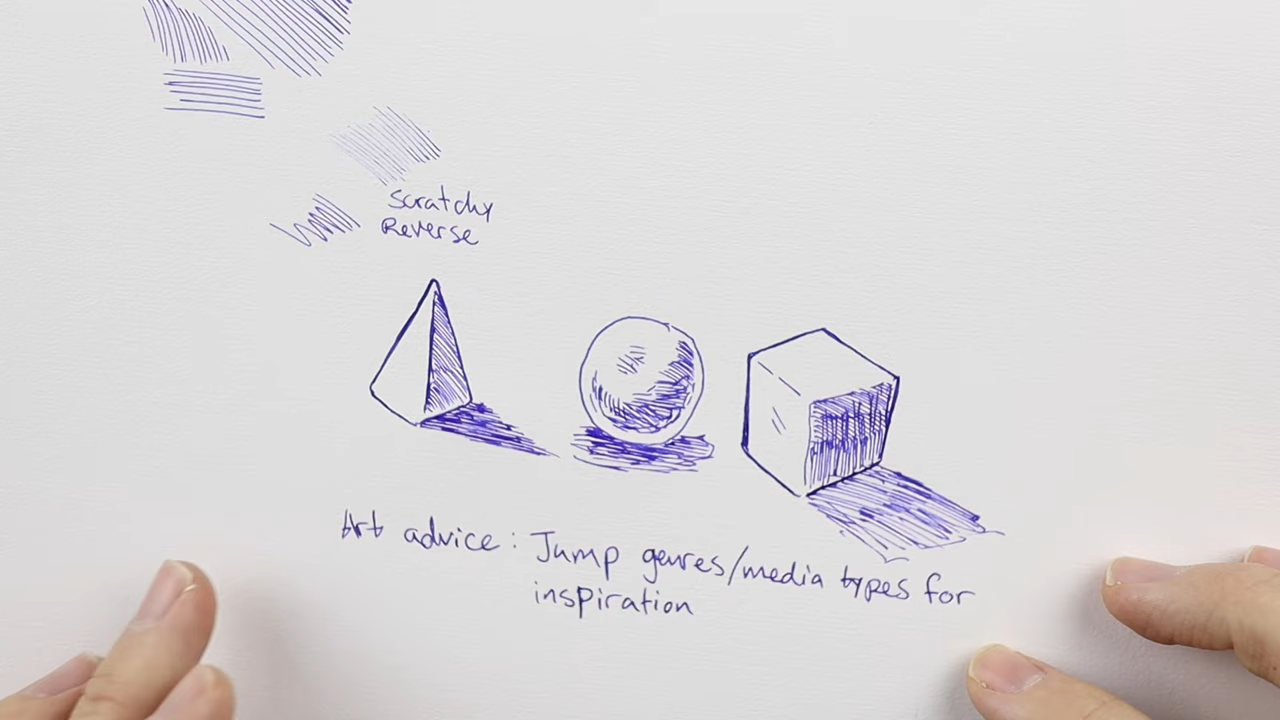 Scratchy
Reverse
Art advice: Jump genres/media types for
inspiration